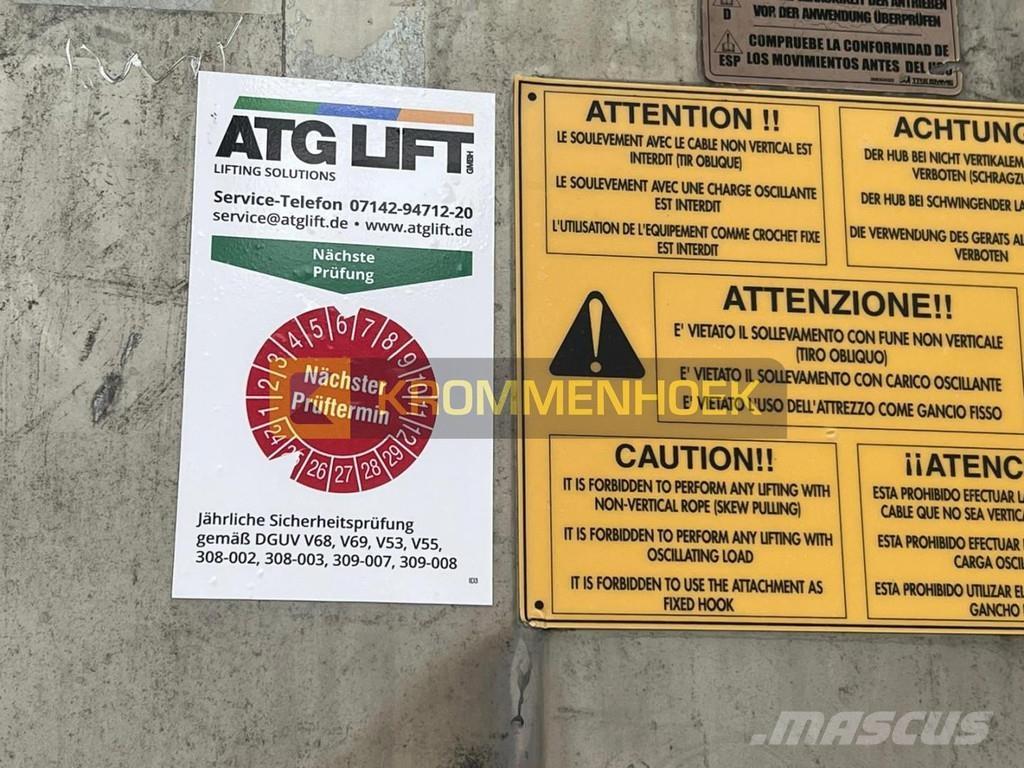 D
VOR DER ANWENDUNG ÜBERPRÜFEN
COMPRUEBE LA CONFORMIDAD DE
ESP LOS MOVIMIENTOS ANTES DEL
ATG LIFT GMBH
LIFTING SOLUTIONS
Service-Telefon 07142-94712-20
service@atglift.de • www.atglift.de
Nächste
Prüfung
1 2 3 4 5 6 7 8 9 10 11 12
Nächster
Prüftermin
24 26 27 28 29
Jährliche Sicherheitsprüfung
gemäß DGUV V68, V69, V53, V55,
308-002, 308-003, 309-007, 309-008
ATTENTION !!
LE SOULEVEMENT AVEC LE CABLE NON VERTICAL EST
INTERDIT (TIR OBLIQUE)
LE SOULEVEMENT AVEC UNE CHARGE OSCILLANTE
EST INTERDIT
L'UTILISATION DE L'EQUIPEMENT COMME CROCHET FIXE
EST INTERDIT
ACHTUNG
DER HUB BEI NICHT VERTIKALEM
VERBOTEN (SCHRAGZU
DER HUB BEI SCHWINGENDER LA
DIE VERWENDUNG DES GERATS AL
VERBOTEN
ATTENZIONE!!
E' VIETATO IL SOLLEVAMENTO CON FUNE NON VERTICALE
(TIRO OBLIQUO)
E' VIETATO IL SOLLEVAMENTO CON CARICO OSCILLANTE
E' VIETATO L'USO DELL'ATTREZZO COME GANCIO FISSO
KROMMENHOEK
CAUTION!!
IT IS FORBIDDEN TO PERFORM ANY LIFTING WITH
NON-VERTICAL ROPE (SKEW PULLING)
IT IS FORBIDDEN TO PERFORM ANY LIFTING WITH
OSCILLATING LOAD
IT IS FORBIDDEN TO USE THE ATTACHMENT AS
FIXED HOOK
¡¡ATENC
ESTA PROHIBIDO EFECTUAR LA
CABLE QUE NO SEA VERTICA
ESTA PROHIBIDO EFECTUAR
CARGA OSCIL
ESTA PROHIBIDO UTILIZAR EL
GANCHO
MASCUS